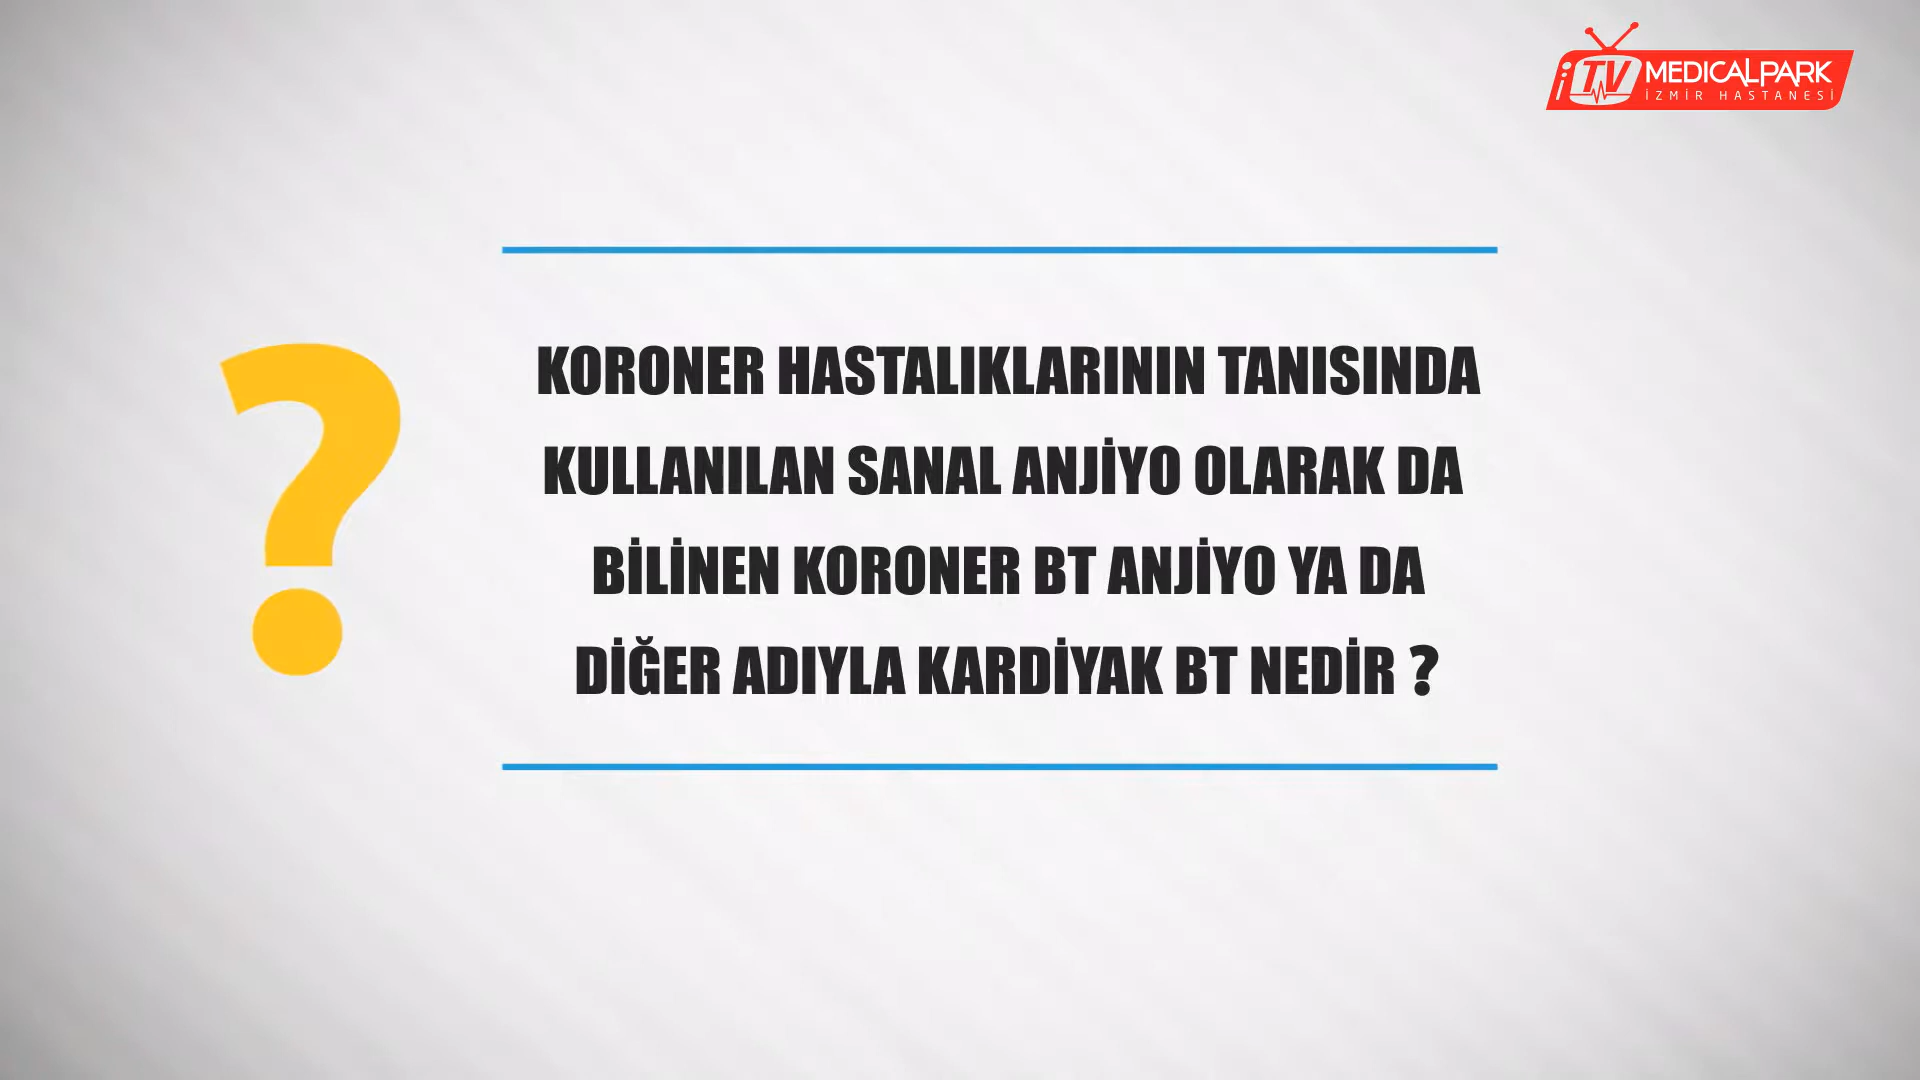 iTV MEDICALPARK
İZMİR HASTANESİ
KORONER HASTALIKLARININ TANISINDA
KULLANILAN SANAL ANJİYO OLARAK DA
BİLİNEN KORONER BT ANJİYO YA DA
DİĞER ADIYLA KARDİYAK BT NEDİR ?